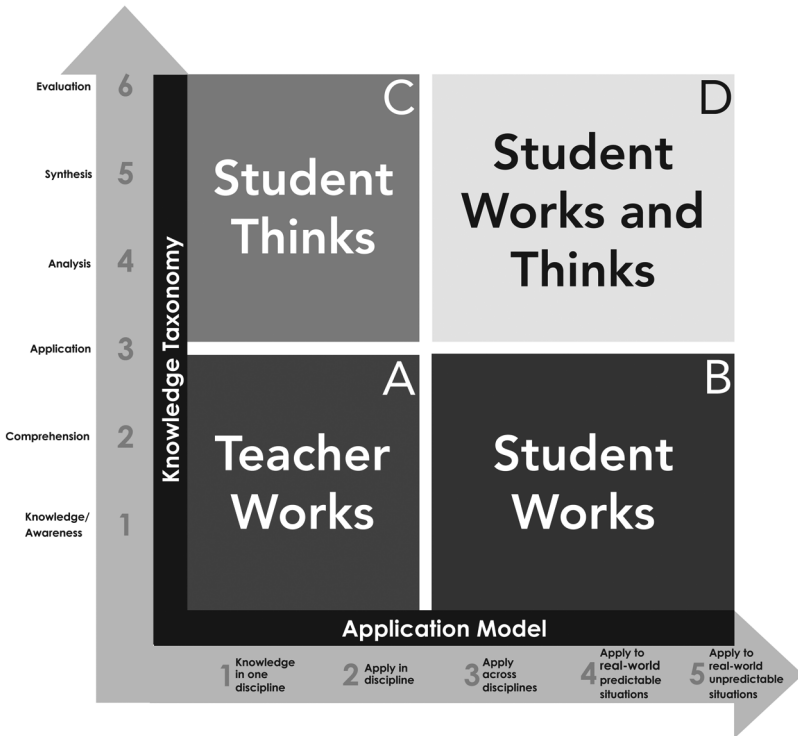 Evaluation 6
Synthesis 5
Analysis 4
Application 3
Comprehension 2
Knowledge/
Awareness 1
Knowledge Taxonomy
C
Student
Thinks
D
Student
Works and
Thinks
A
Teacher
Works
B
Student
Works
Application Model
1 Knowledge
in one
discipline
2 Apply in
discipline
3 Apply
across
disciplines
4 Apply to
real-world
predictable
situations
5 Apply to
real-world
unpredictable
situations